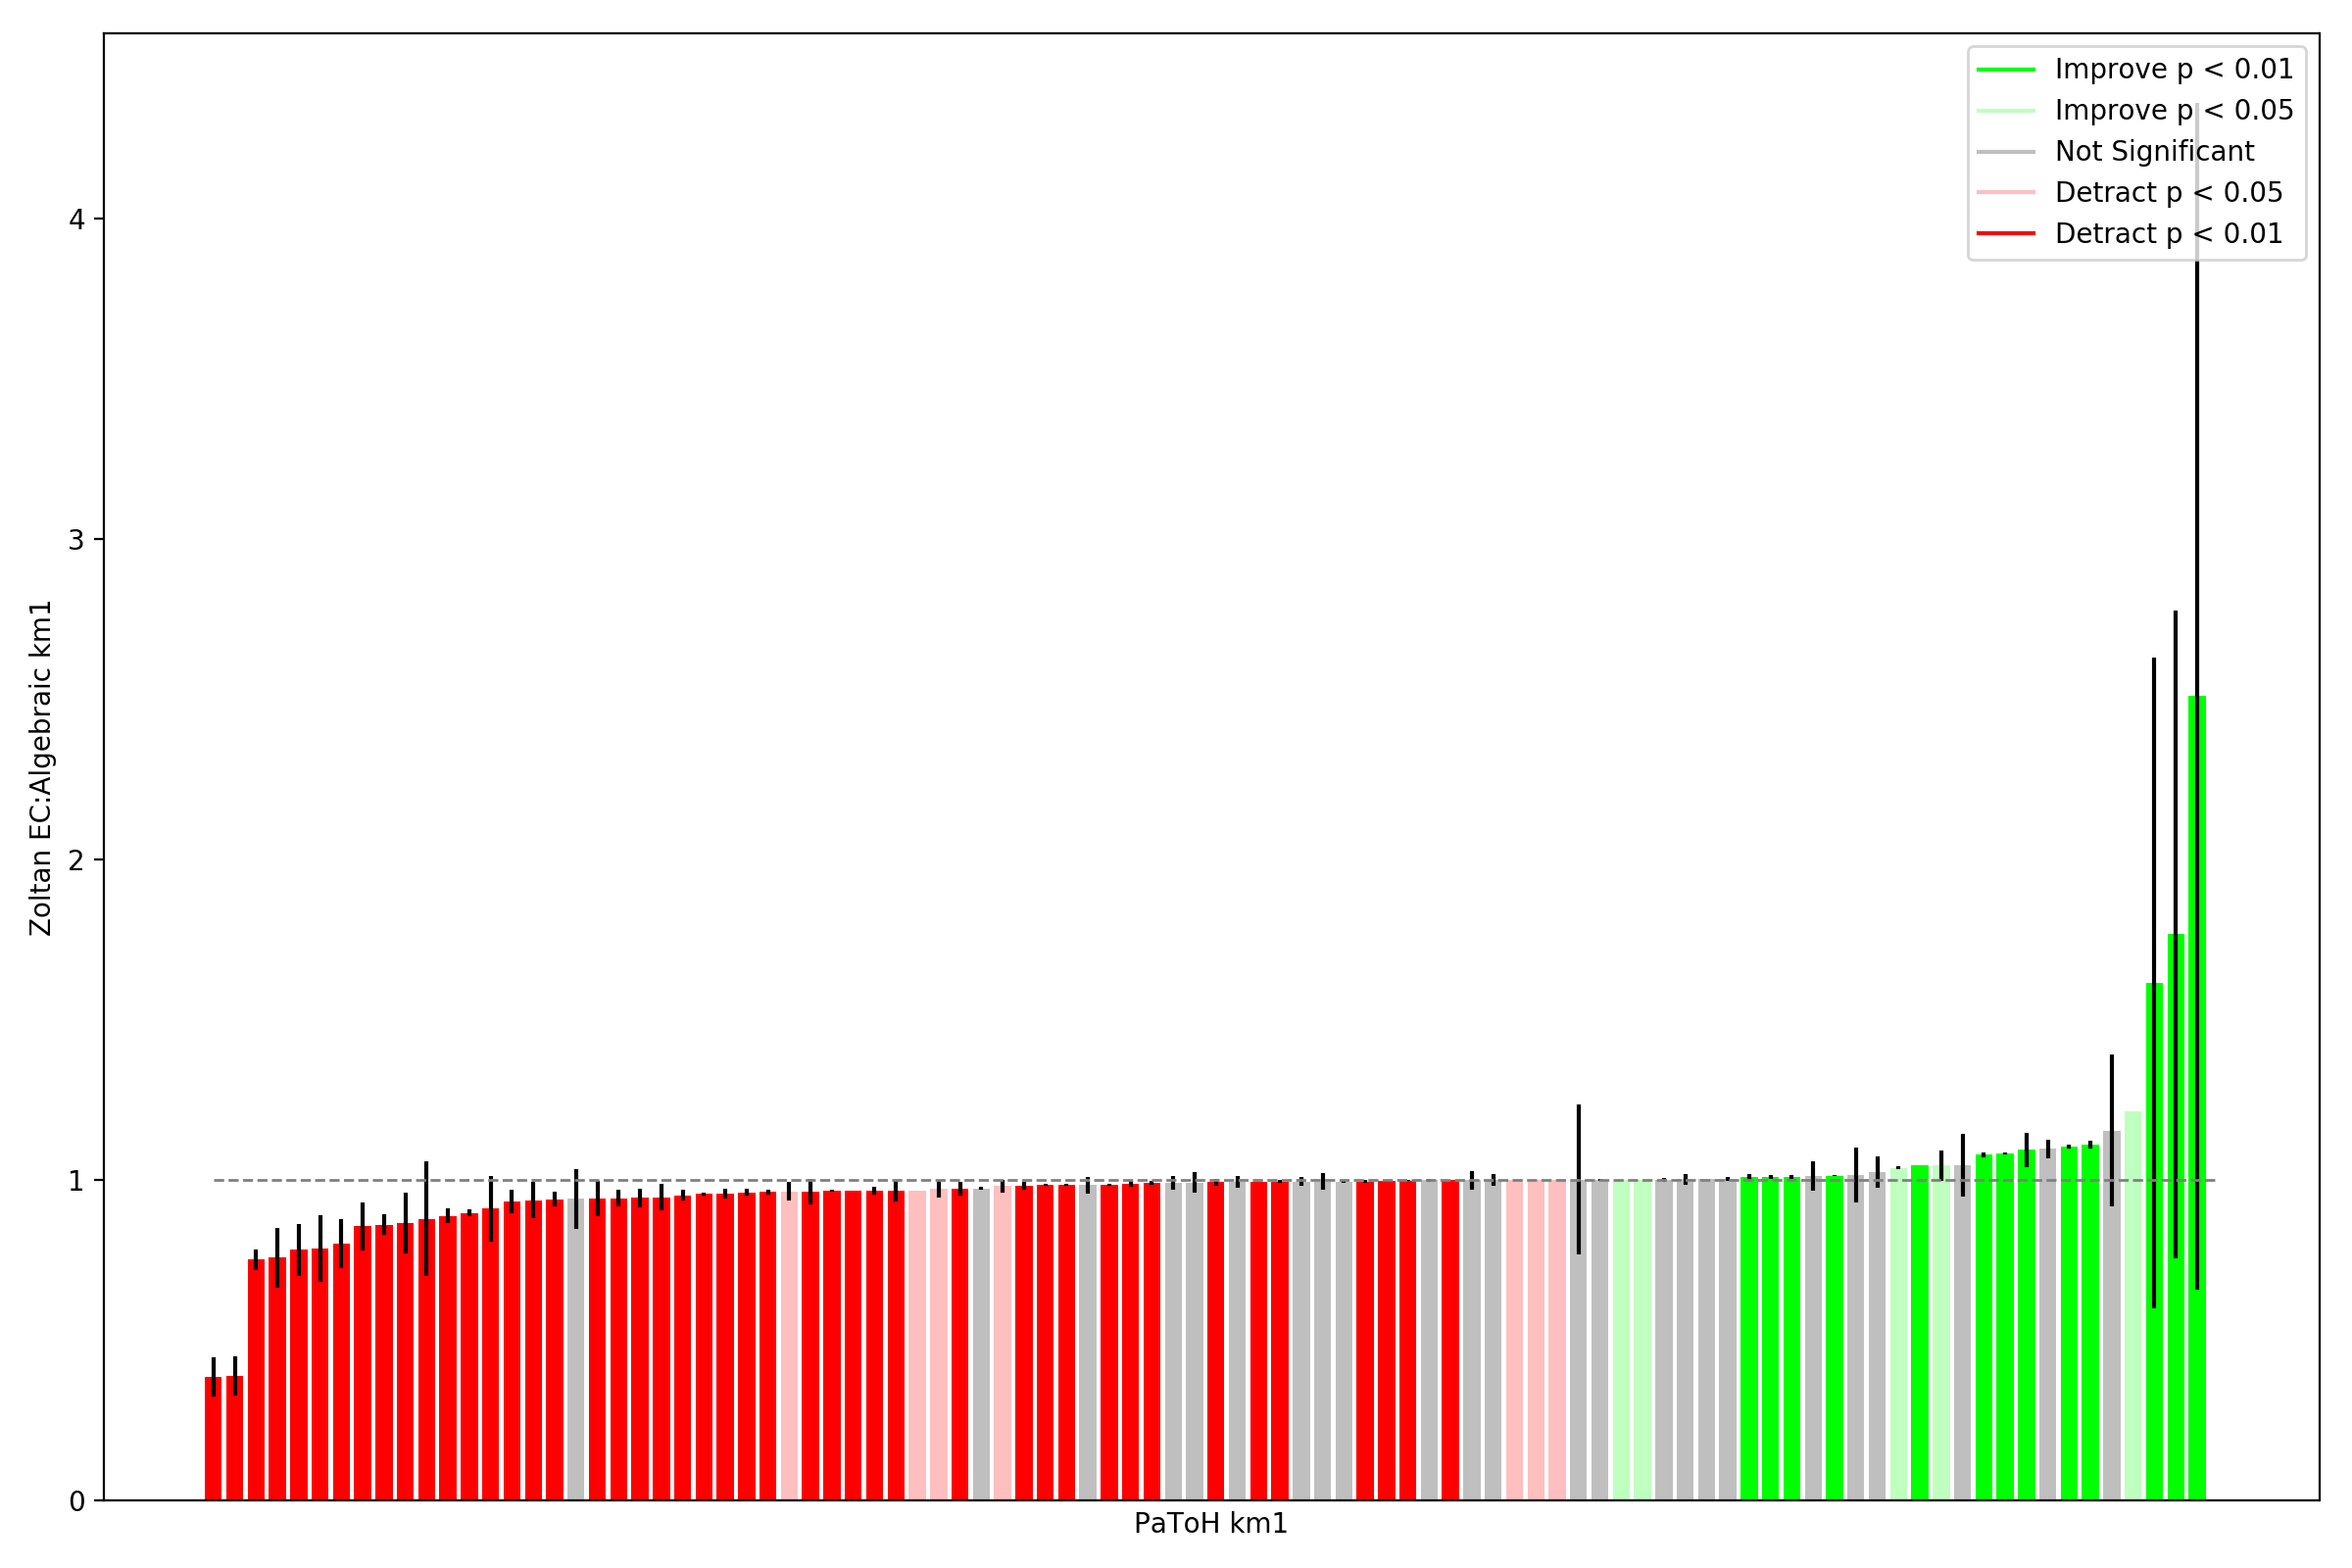 Improve p < 0.01
Improve p < 0.05
Not Significant
Detract p < 0.05
Detract p < 0.01
4
3
2
1
0
Zoltan EC:Algebraic km1
PaToH km1